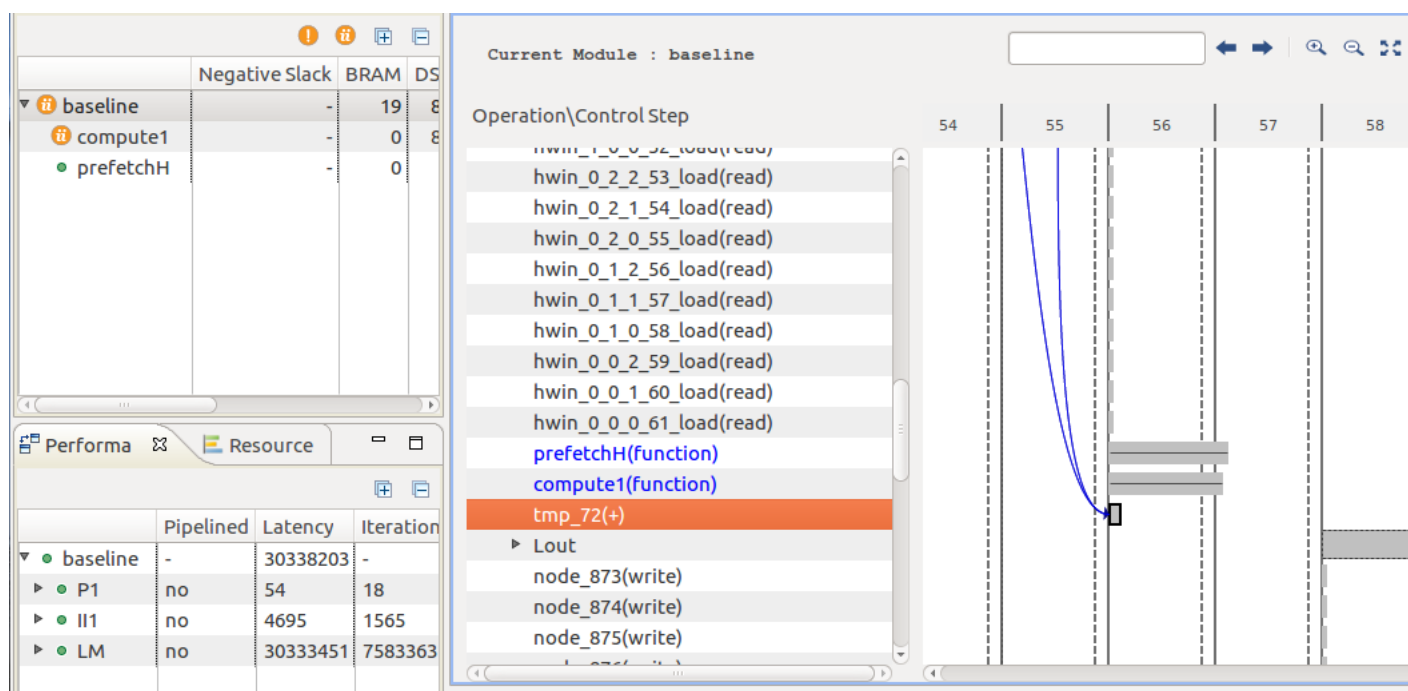 Negative Slack BRAM DS
baseline - 19 8
compute1 - 0 8
prefetchH - 0
Performa Resource
Pipelined Latency Iteration
baseline - 30338203 -
P1 no 54 18
II1 no 4695 1565
LM no 30333451 7583363
Current Module : baseline
Operation\Control Step 54 55 56 57 58
hwin_0_2_2_53_load(read)
hwin_0_2_1_54_load(read)
hwin_0_2_0_55_load(read)
hwin_0_1_2_56_load(read)
hwin_0_1_1_57_load(read)
hwin_0_1_0_58_load(read)
hwin_0_0_2_59_load(read)
hwin_0_0_1_60_load(read)
hwin_0_0_0_61_load(read)
prefetchH(function)
compute1(function)
tmp_72(+)
Lout
node_873(write)
node_874(write)
node_875(write)